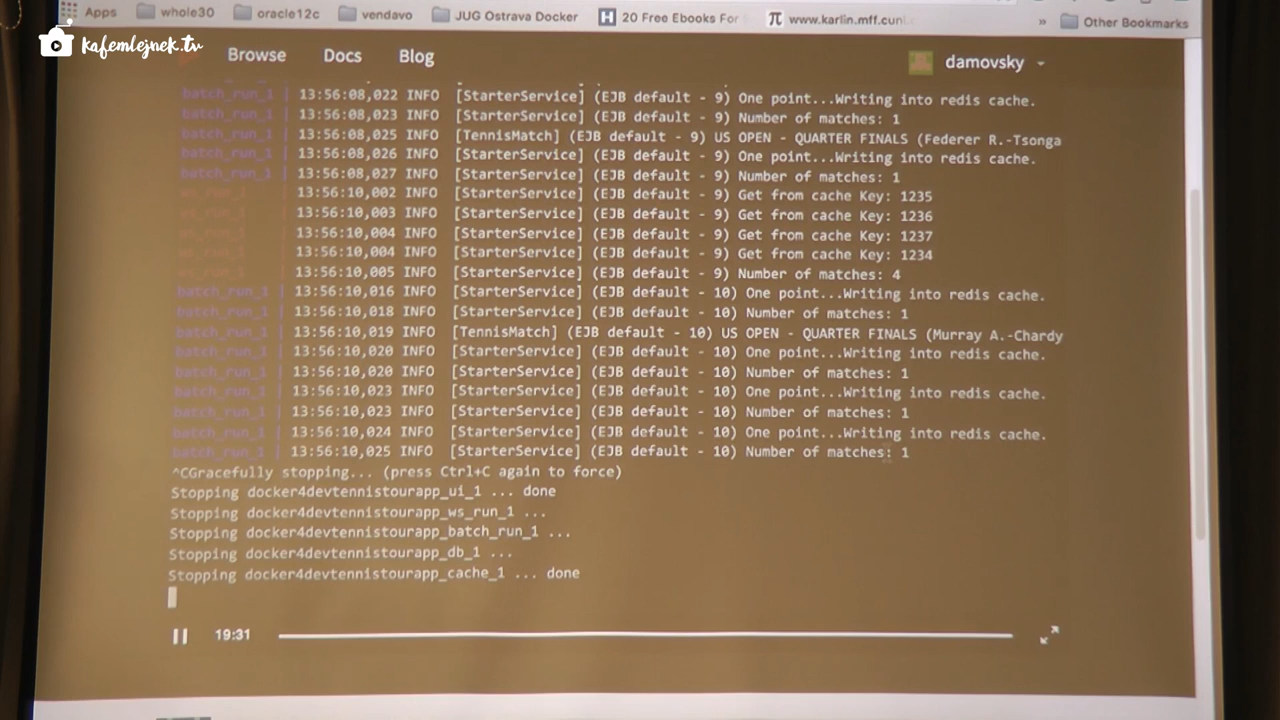 Apps whole30 oracle12c vendavo JUG Ostrava Docker 20 Free Ebooks For www.karlin.mff.cuni » Other Bookmarks
kafemlejnek.tv
Browse Docs Blog damovsky
batch_run_1 | 13:56:08,022 INFO [StarterService] (EJB default - 9) One point...Writing into redis cache.
batch_run_1 | 13:56:08,023 INFO [StarterService] (EJB default - 9) Number of matches: 1
batch_run_1 | 13:56:08,025 INFO [TennisMatch] (EJB default - 9) US OPEN - QUARTER FINALS (Federer R.-Tsonga
batch_run_1 | 13:56:08,026 INFO [StarterService] (EJB default - 9) One point...Writing into redis cache.
batch_run_1 | 13:56:08,027 INFO [StarterService] (EJB default - 9) Number of matches: 1
ws_run_1 | 13:56:10,002 INFO [StarterService] (EJB default - 9) Get from cache Key: 1235
ws_run_1 | 13:56:10,003 INFO [StarterService] (EJB default - 9) Get from cache Key: 1236
ws_run_1 | 13:56:10,004 INFO [StarterService] (EJB default - 9) Get from cache Key: 1237
ws_run_1 | 13:56:10,004 INFO [StarterService] (EJB default - 9) Get from cache Key: 1234
ws_run_1 | 13:56:10,005 INFO [StarterService] (EJB default - 9) Number of matches: 4
batch_run_1 | 13:56:10,016 INFO [StarterService] (EJB default - 10) One point...Writing into redis cache.
batch_run_1 | 13:56:10,018 INFO [StarterService] (EJB default - 10) Number of matches: 1
batch_run_1 | 13:56:10,019 INFO [TennisMatch] (EJB default - 10) US OPEN - QUARTER FINALS (Murray A.-Chardy
batch_run_1 | 13:56:10,020 INFO [StarterService] (EJB default - 10) One point...Writing into redis cache.
batch_run_1 | 13:56:10,020 INFO [StarterService] (EJB default - 10) Number of matches: 1
batch_run_1 | 13:56:10,023 INFO [StarterService] (EJB default - 10) One point...Writing into redis cache.
batch_run_1 | 13:56:10,023 INFO [StarterService] (EJB default - 10) Number of matches: 1
batch_run_1 | 13:56:10,024 INFO [StarterService] (EJB default - 10) One point...Writing into redis cache.
batch_run_1 | 13:56:10,025 INFO [StarterService] (EJB default - 10) Number of matches: 1
^CGracefully stopping... (press Ctrl+C again to force)
Stopping docker4devtennistourapp_ui_1 ... done
Stopping docker4devtennistourapp_ws_run_1 ...
Stopping docker4devtennistourapp_batch_run_1 ...
Stopping docker4devtennistourapp_db_1 ...
Stopping docker4devtennistourapp_cache_1 ... done
19:31